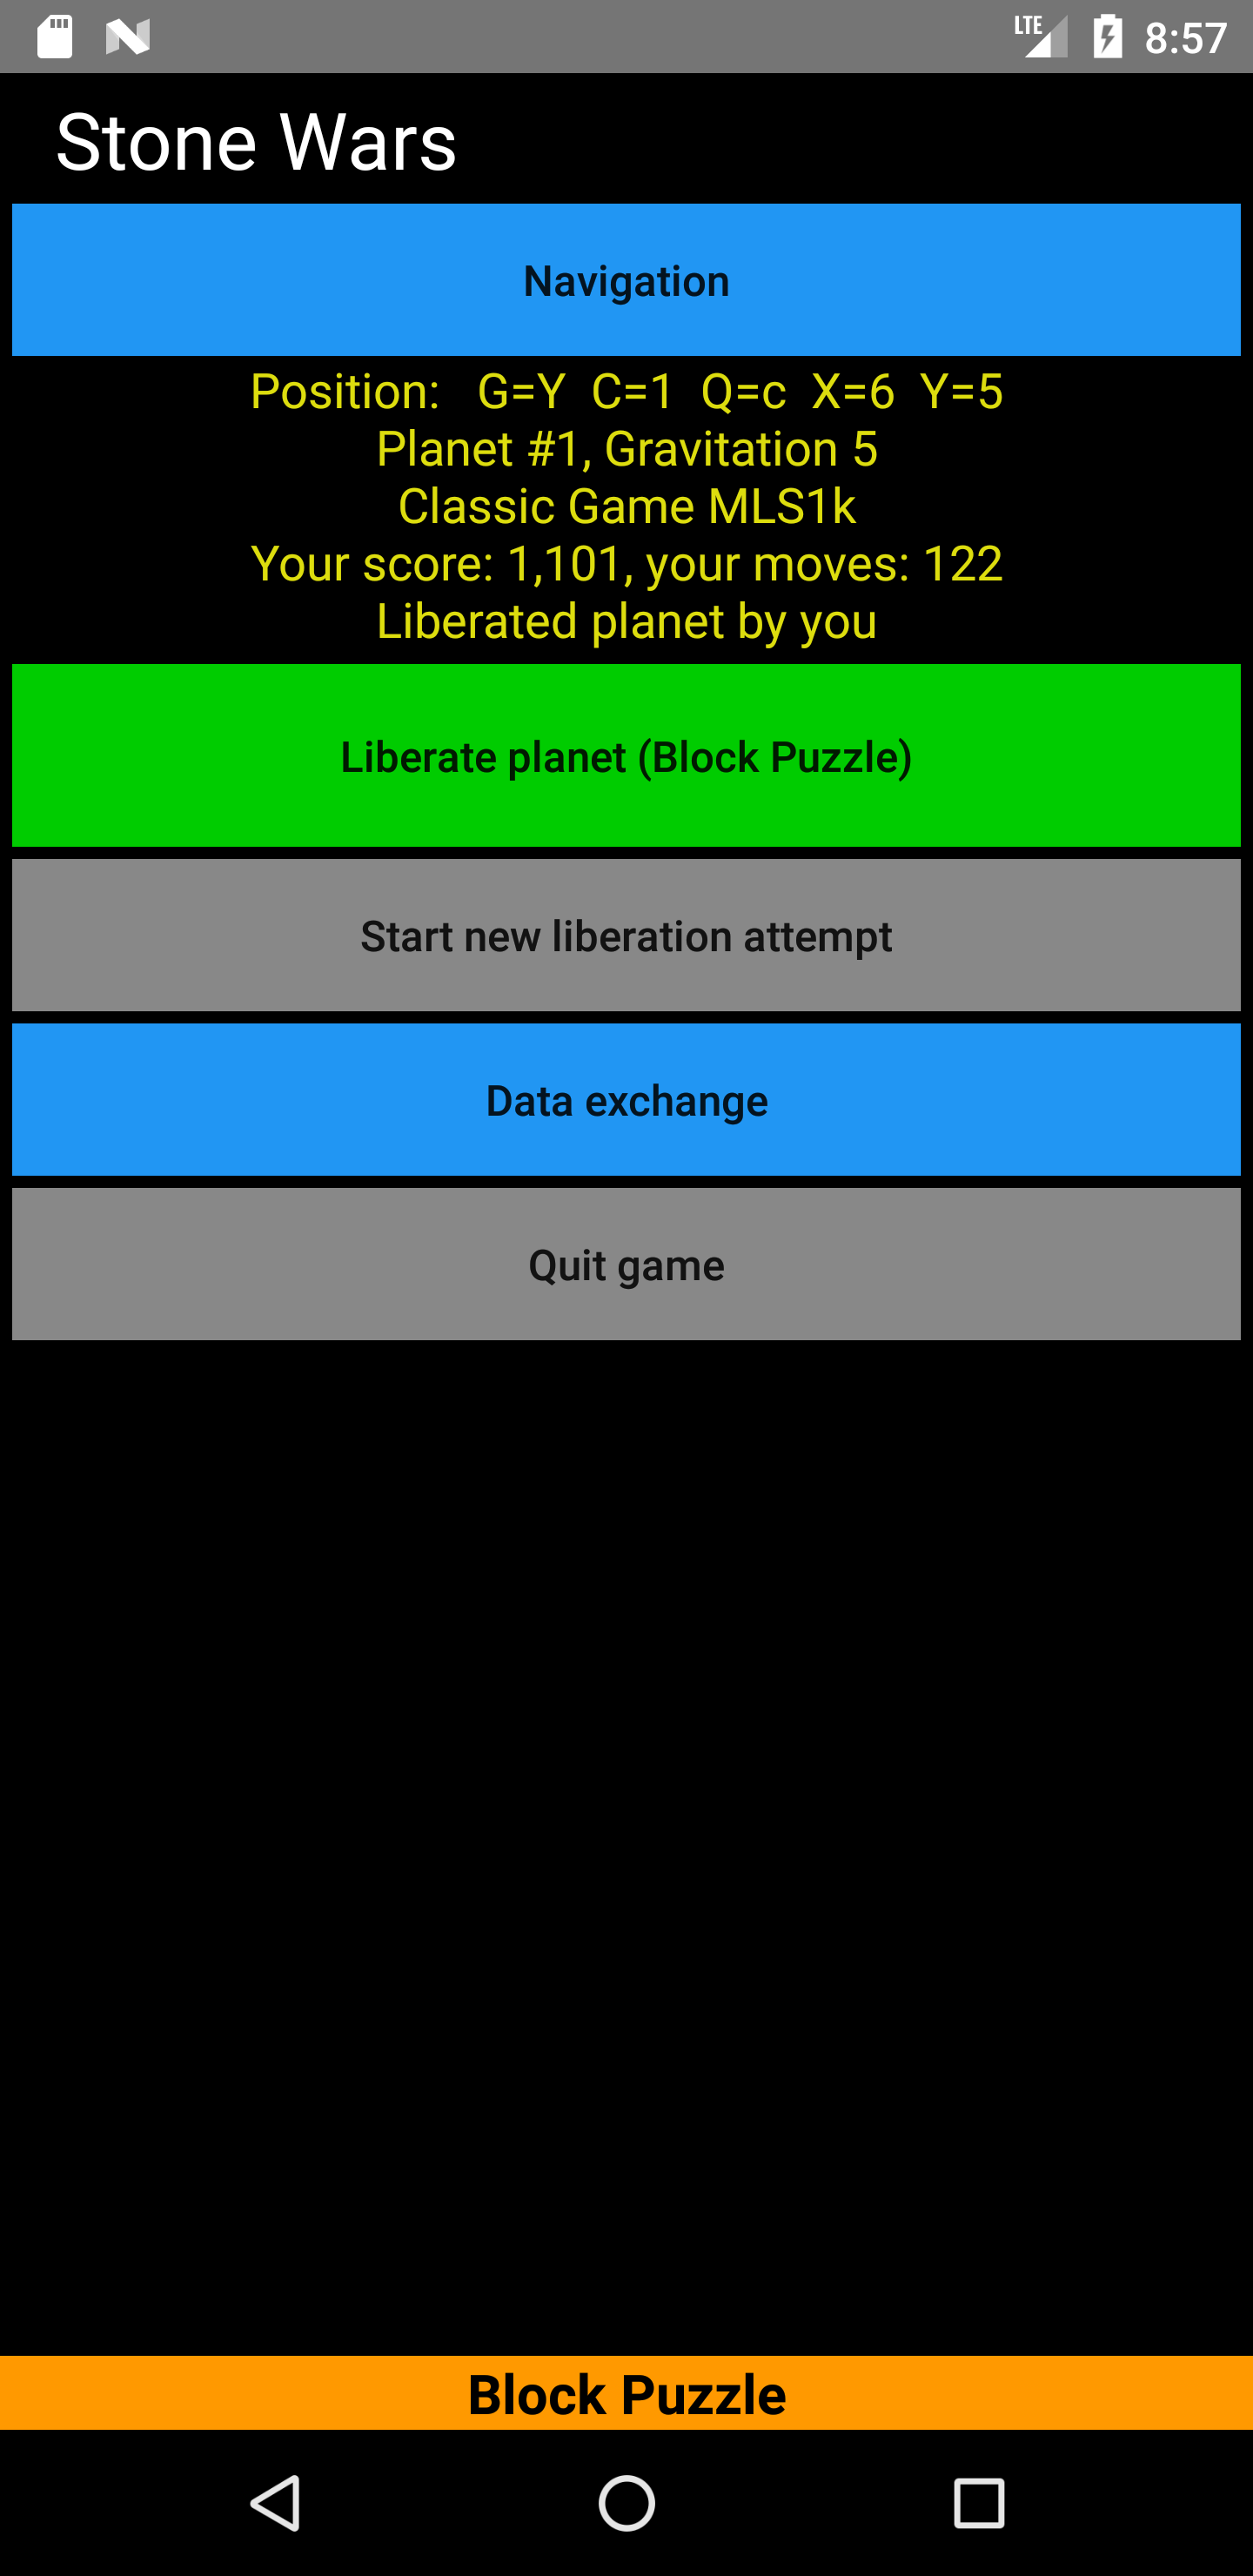 LTE 8:57
Stone Wars
Navigation
Position: G=Y C=1 Q=c X=6 Y=5
Planet #1, Gravitation 5
Classic Game MLS1k
Your score: 1,101, your moves: 122
Liberated planet by you
Liberate planet (Block Puzzle)
Start new liberation attempt
Data exchange
Quit game
Block Puzzle